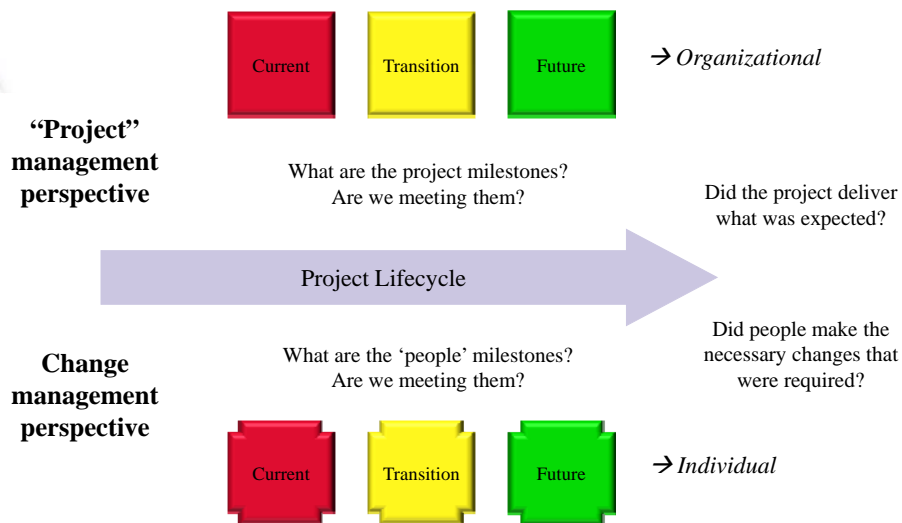 Current
Transition
Future
→ Organizational
“Project”
management
perspective
What are the project milestones?
Are we meeting them?
Did the project deliver
what was expected?
Project Lifecycle
Change
management
perspective
What are the ‘people’ milestones?
Are we meeting them?
Did people make the
necessary changes that
were required?
Current
Transition
Future
→ Individual